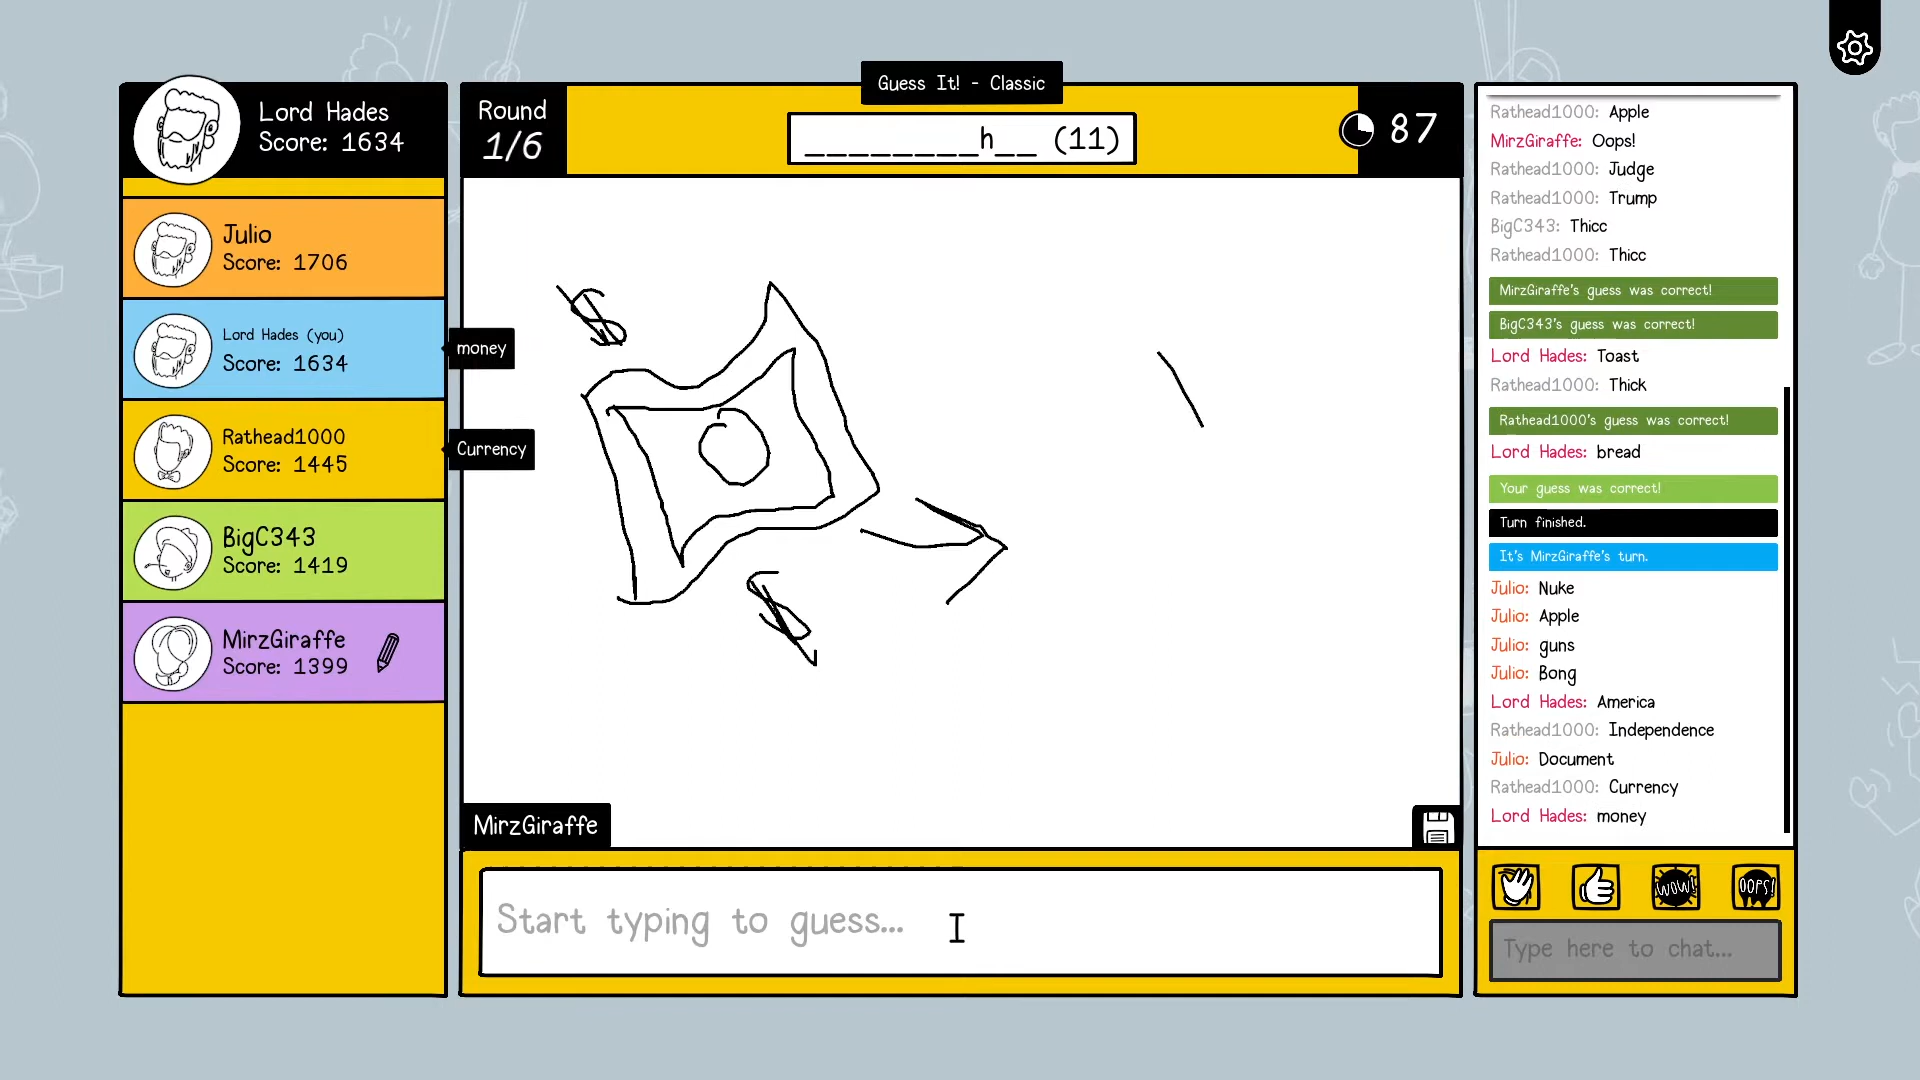 Guess It! - Classic
Lord Hades
Score: 1634
Round
1/6
________h__ (11)
87
Julio
Score: 1706
Lord Hades (you)
Score: 1634
money
Rathead1000
Score: 1445
Currency
BigC343
Score: 1419
MirzGiraffe
Score: 1399
$
$
MirzGiraffe
Start typing to guess...
Rathead1000: Apple
MirzGiraffe: Oops!
Rathead1000: Judge
Rathead1000: Trump
BigC343: Thicc
Rathead1000: Thicc
MirzGiraffe's guess was correct!
BigC343's guess was correct!
Lord Hades: Toast
Rathead1000: Thick
Rathead1000's guess was correct!
Lord Hades: bread
Your guess was correct!
Turn finished.
It's MirzGiraffe's turn.
Julio: Nuke
Julio: Apple
Julio: guns
Julio: Bong
Lord Hades: America
Rathead1000: Independence
Julio: Document
Rathead1000: Currency
Lord Hades: money
WOW!
OOPS!
Type here to chat...